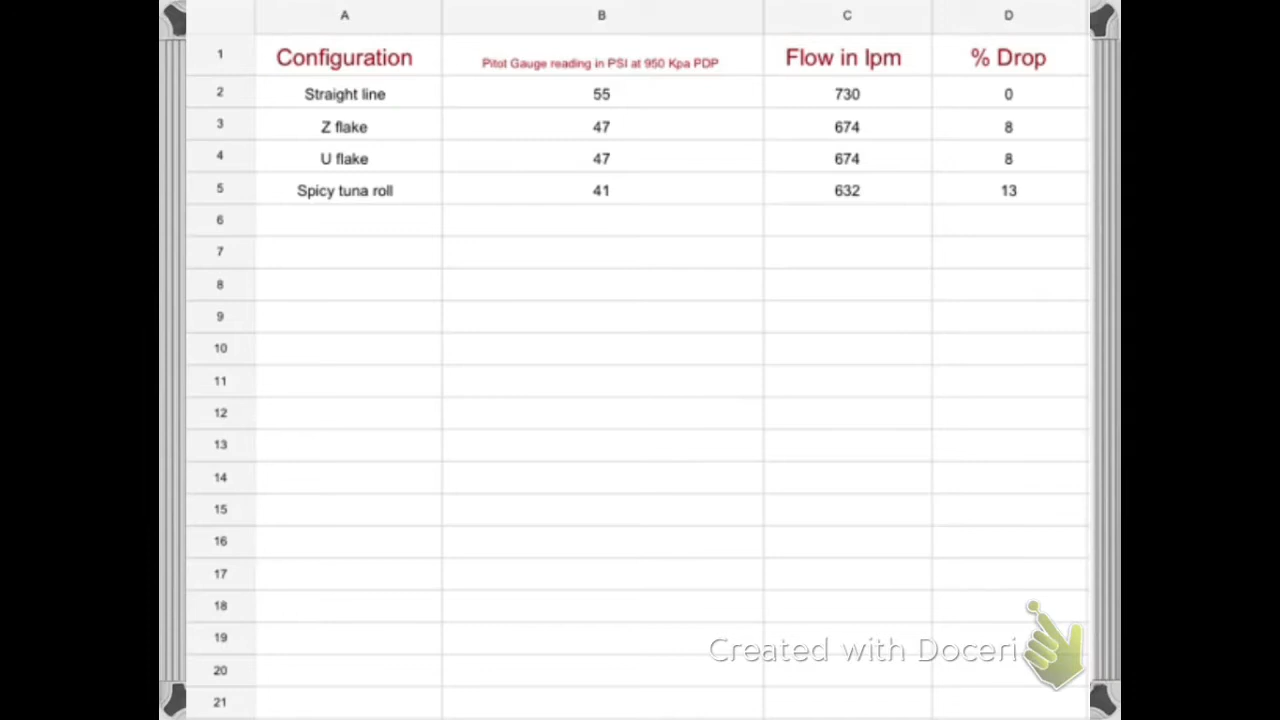 A B C D
1 Configuration Pitot Gauge reading in PSI at 950 Kpa PDP Flow in lpm % Drop
2 Straight line 55 730 0
3 Z flake 47 674 8
4 U flake 47 674 8
5 Spicy tuna roll 41 632 13
6
7
8
9
10
11
12
13
14
15
16
17
18
19
Created with Doceri
20
21